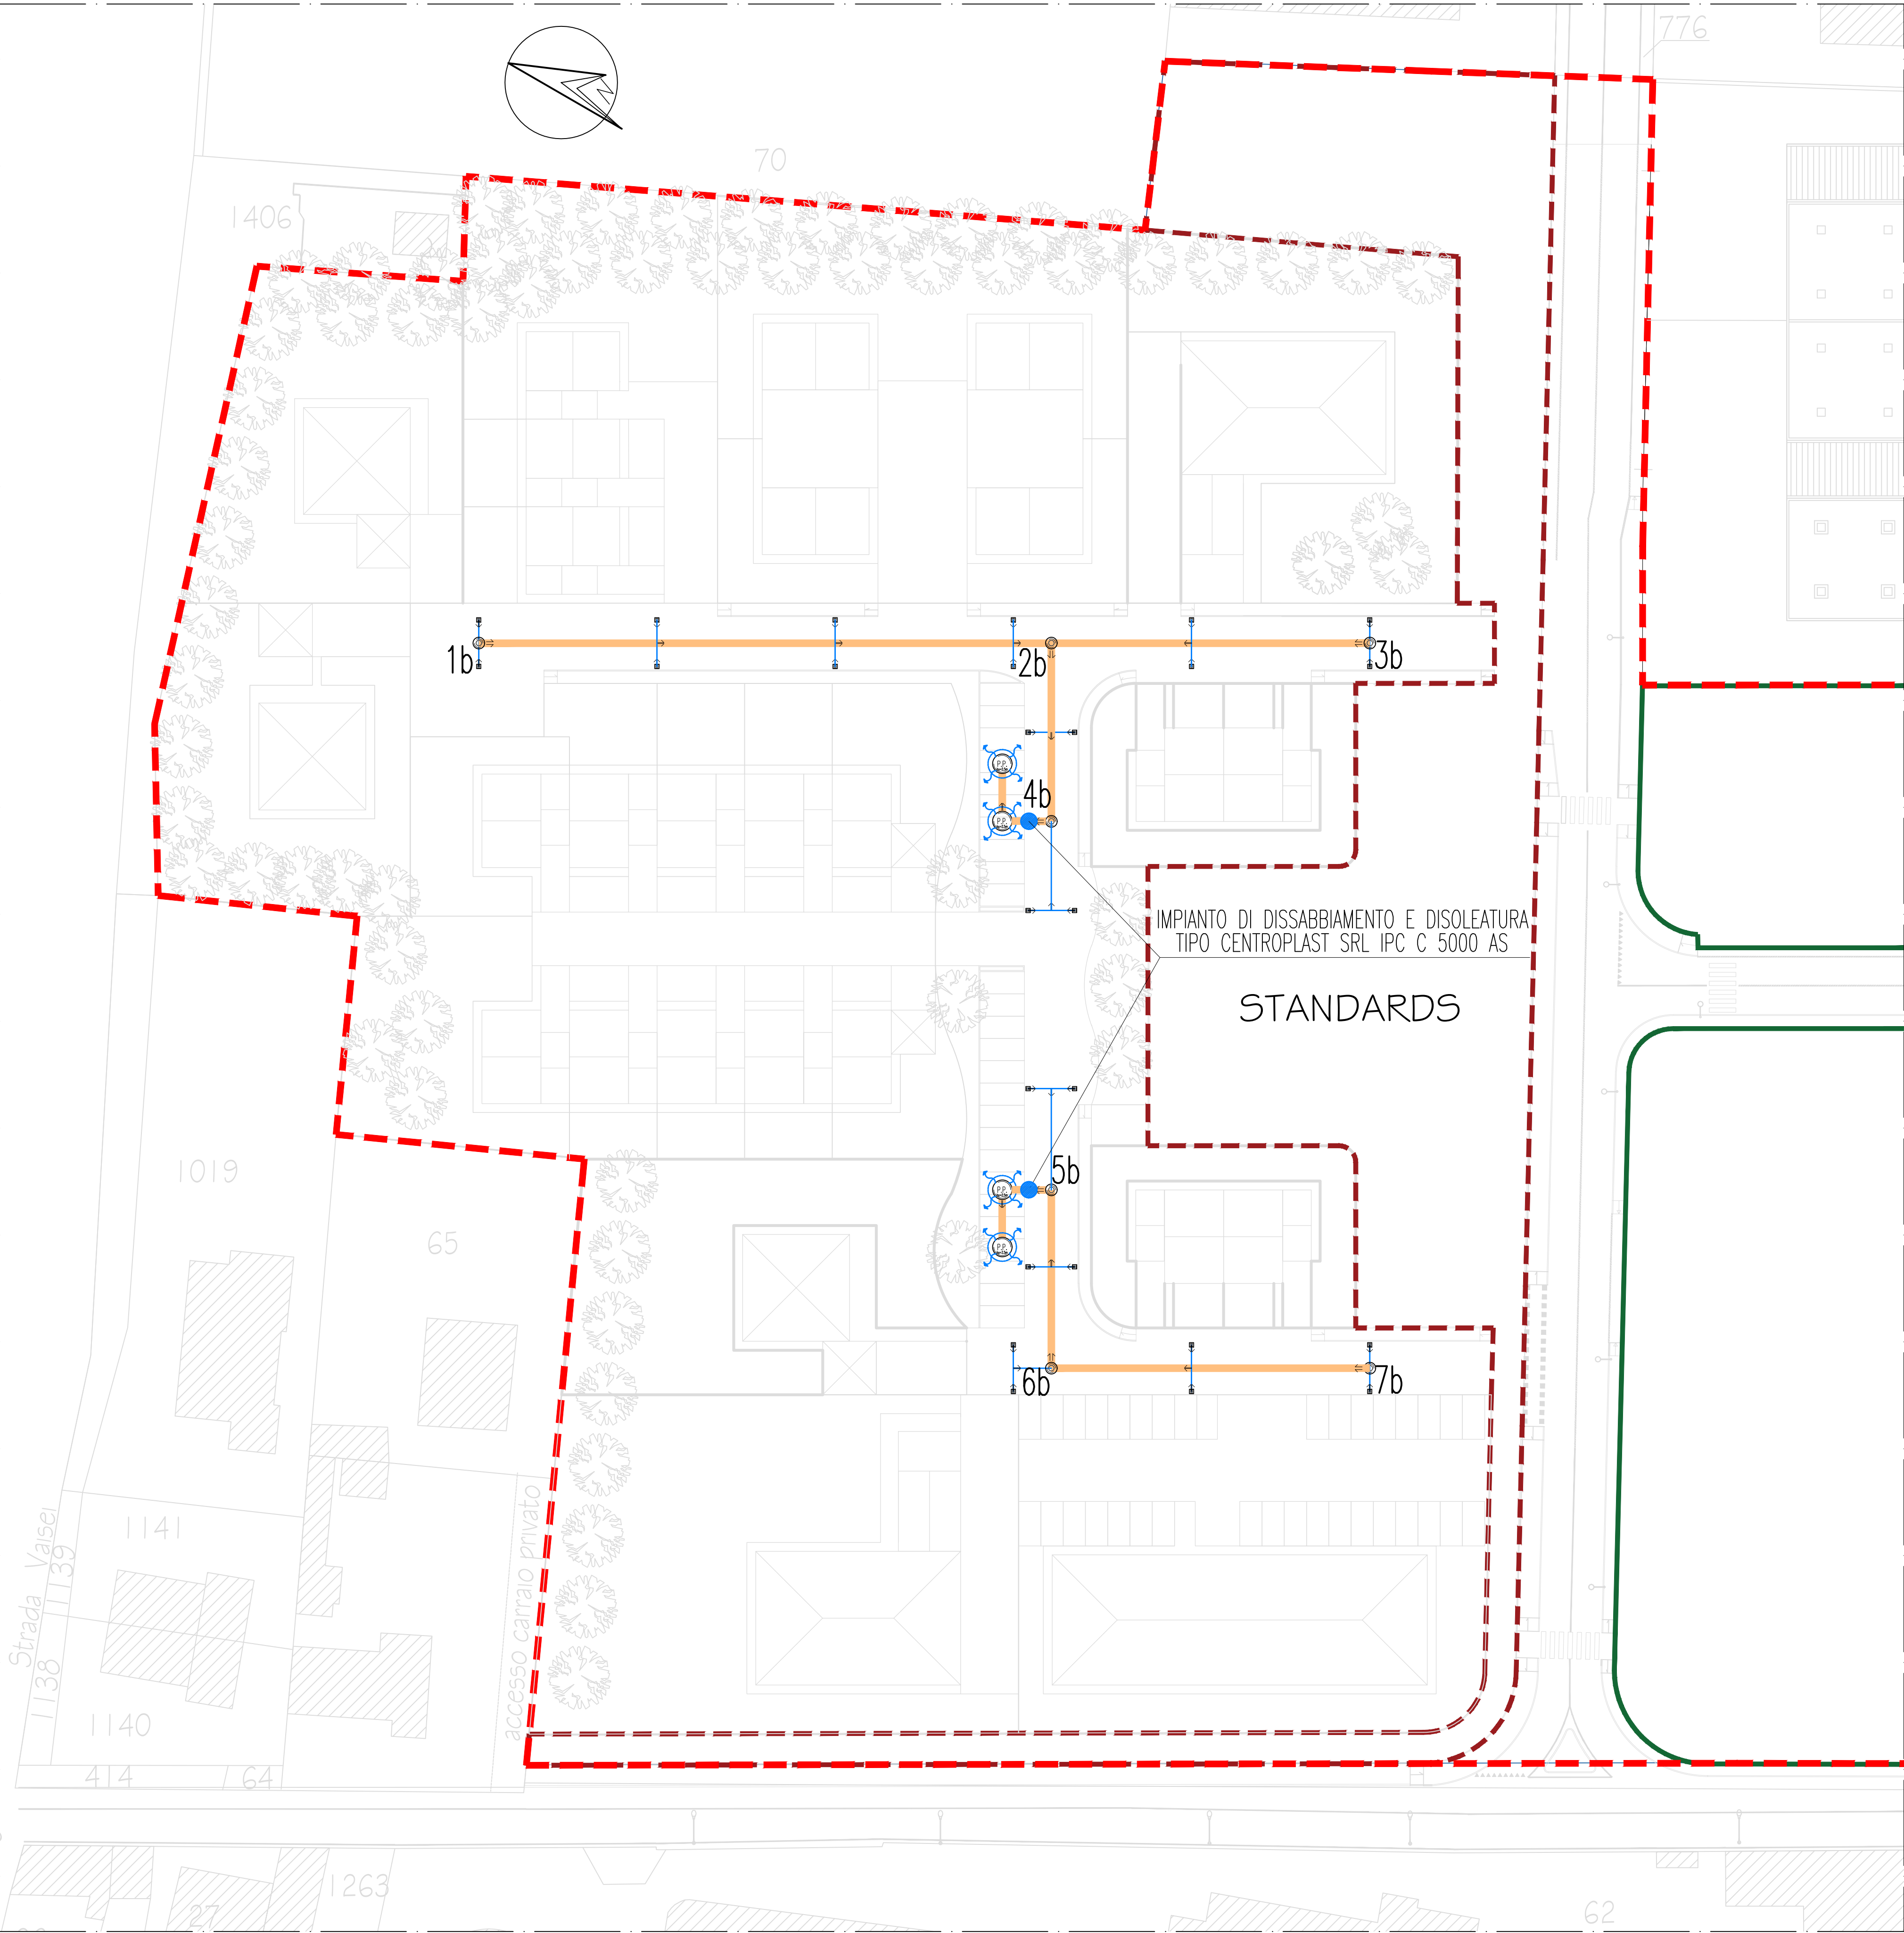 776
70
1406
1b
2b
3b
P.P.
4b
P.P.
IMPIANTO DI DISSABBIAMENTO E DISOLEATURA
TIPO CENTROPLAST SRL IPC C 5000 AS
STANDARDS
1019
65
5b
P.P.
P.P.
6b
7b
1141
Strada Vaisei
1139
accesso carraio privato
1138
1140
414
64
1263
27
62